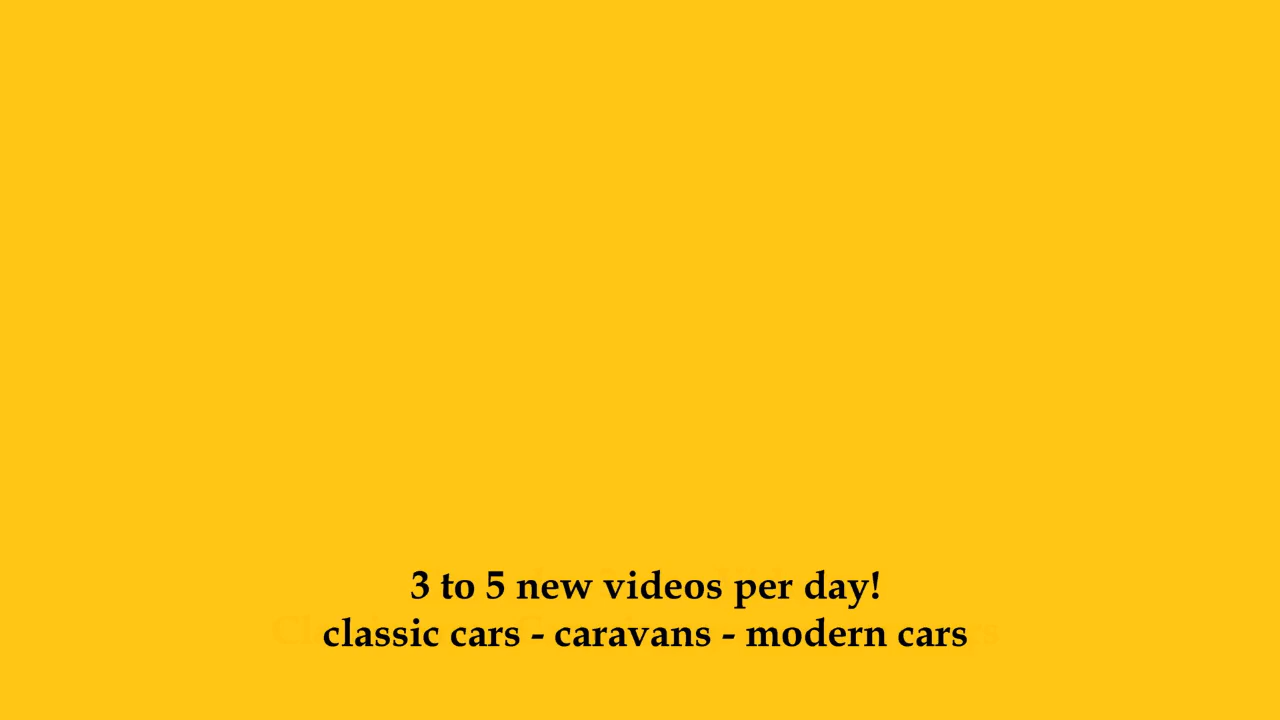 3 to 5 new videos per day!
classic cars - caravans - modern cars